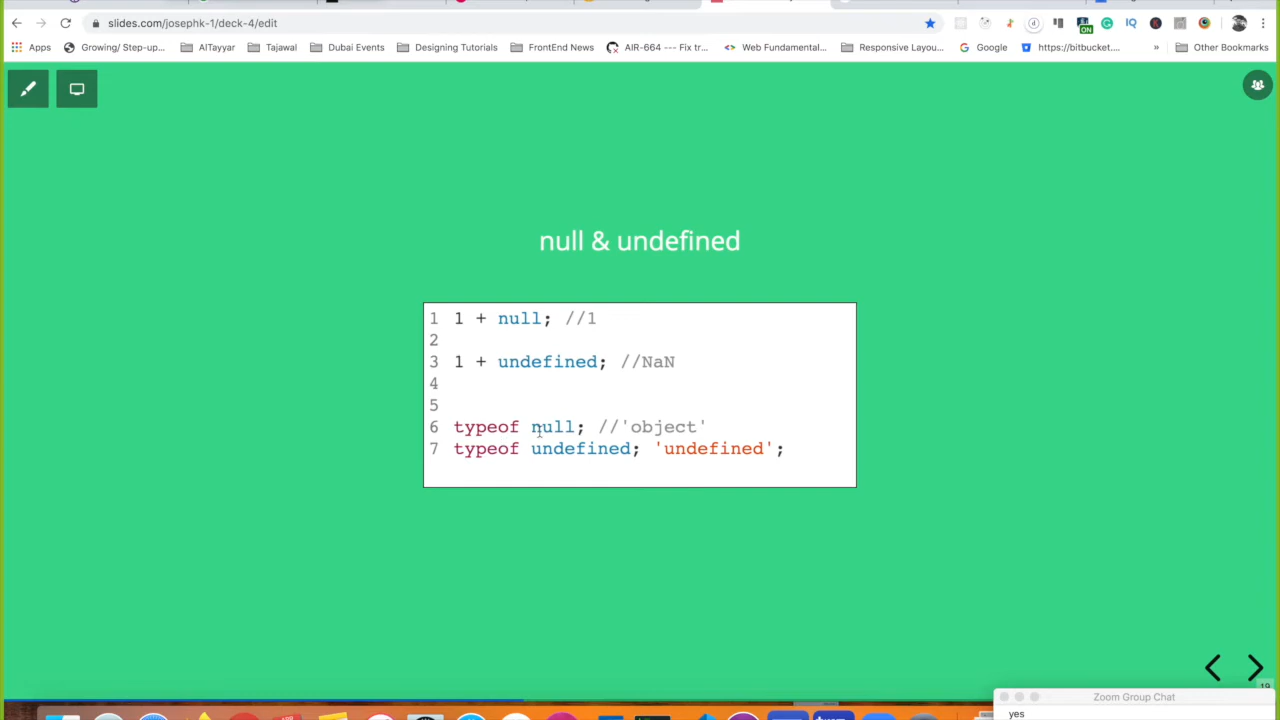 slides.com/josephk-1/deck-4/edit
ON
IQ
Apps
Growing/ Step-up...
AlTayyar
Tajawal
Dubai Events
Designing Tutorials
FrontEnd News
AIR-664 --- Fix tr...
Web Fundamental...
Responsive Layou...
Google
https://bitbucket....
»
Other Bookmarks
null & undefined
1 1 + null; //1
2
3 1 + undefined; //NaN
4
5
6 typeof null; //'object'
7 typeof undefined; 'undefined';
19
Zoom Group Chat
yes